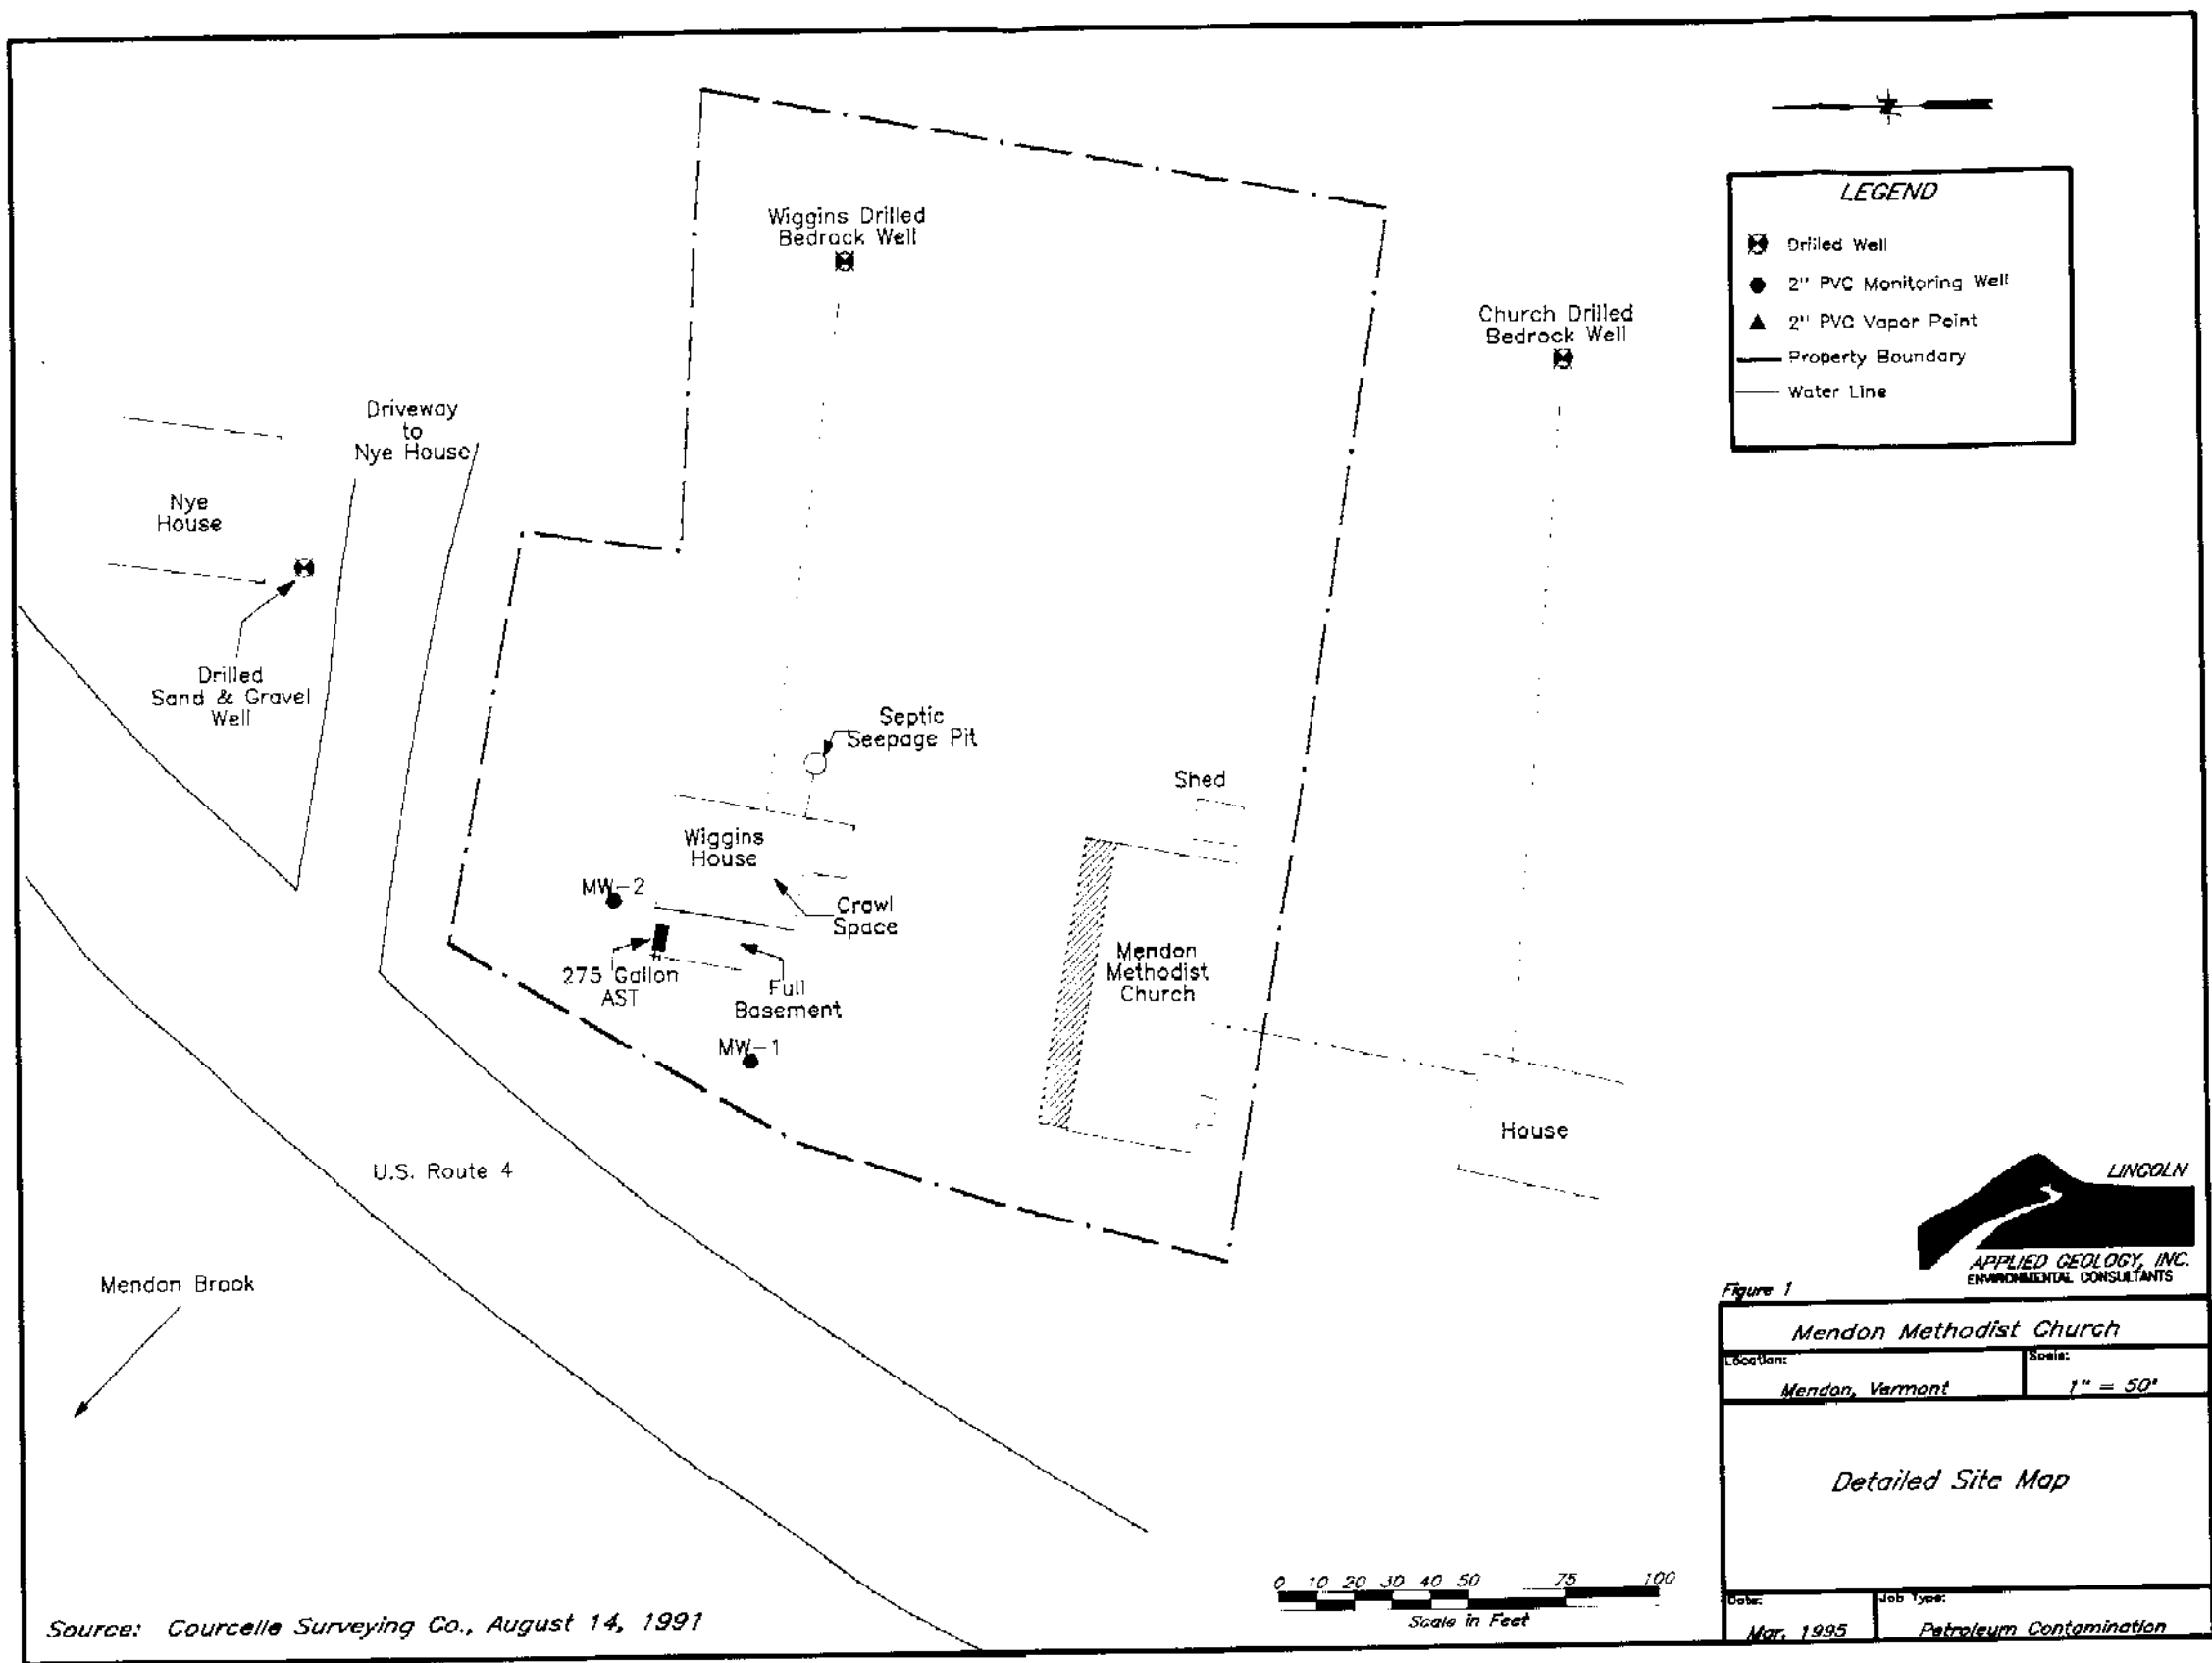 Wiggins Drilled
Bedrock Well
Church Drilled
Bedrock Well
LEGEND
Drilled Well
2" PVC Monitoring Well
2" PVC Vapor Point
Property Boundary
Water Line
Driveway
to
Nye House
Nye
House
Drilled
Sand & Gravel
Well
Septic
Seepage Pit
Shed
Wiggins
House
MW-2
Crawl
Space
275 Gallon
AST
Full
Basement
MW-1
Mendon
Methodist
Church
House
U.S. Route 4
Mendon Brook
LINCOLN
APPLIED GEOLOGY, INC.
ENVIRONMENTAL CONSULTANTS
Figure 1
Mendon Methodist Church
Location:
Mendon, Vermont
Scale:
1" = 50'
Detailed Site Map
Date:
Mar, 1995
Job Type:
Petroleum Contamination
0 10 20 30 40 50 75 100
Scale in Feet
Source: Courcelle Surveying Co., August 14, 1991